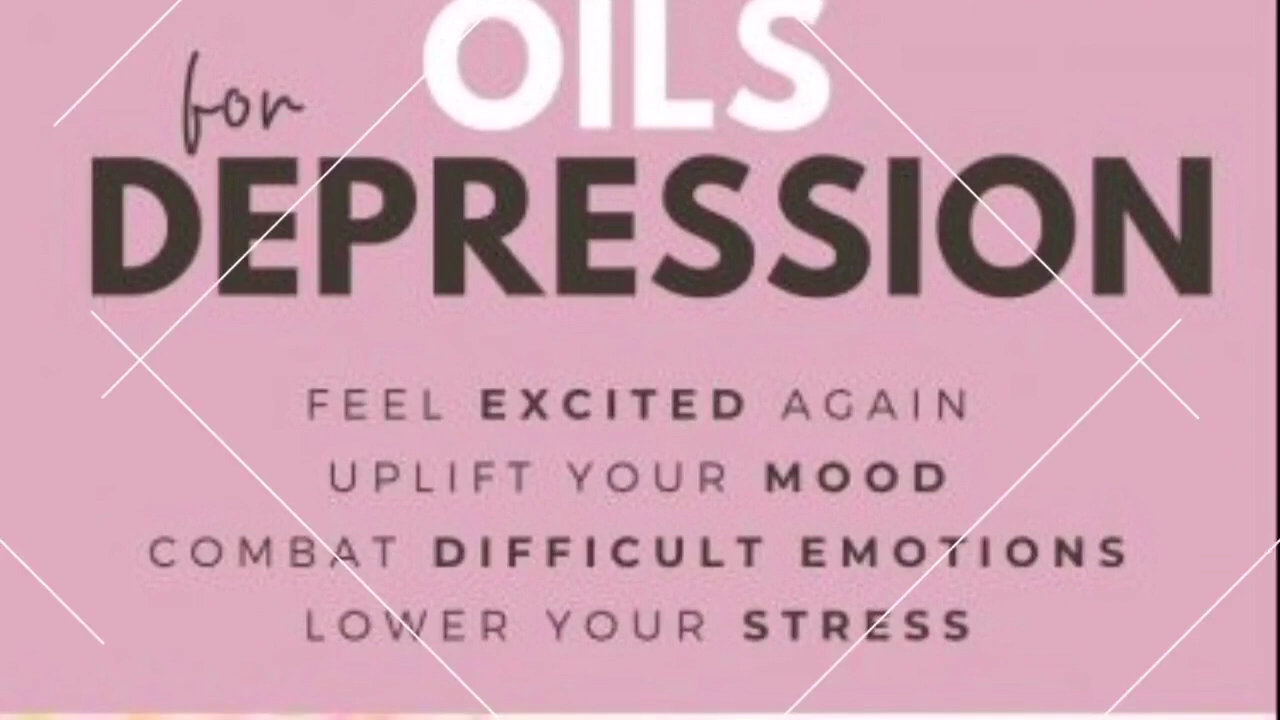 OILS
for
DEPRESSION
FEEL EXCITED AGAIN
UPLIFT YOUR MOOD
COMBAT DIFFICULT EMOTIONS
LOWER YOUR STRESS